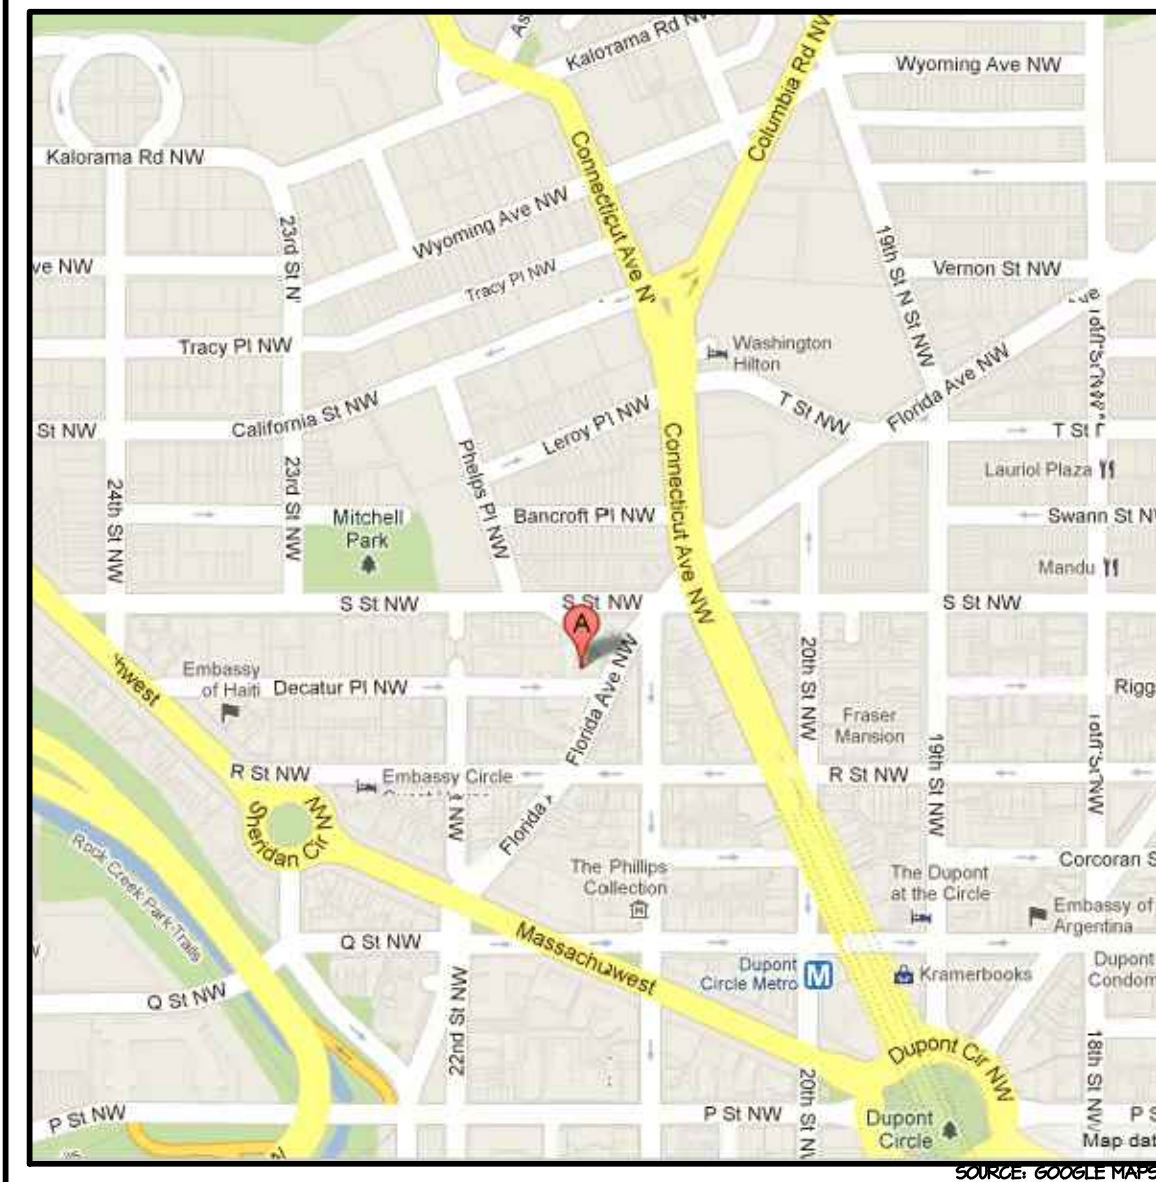 Kalorama Rd NW
Wyoming Ave NW
Columbia Rd NW
Kalorama Rd NW
Connecticut Ave N'
Wyoming Ave NW
23rd St N'
19th St N St NW
ve NW
Vernon St NW
Tracy Pl NW
Ave
Washington
Hilton
Tracy Pl NW
Florida Ave NW
California St NW
Leroy Pl NW
T St NW
St NW
T St
Phelps Pl NW
Connecticut Ave NW
Lauriol Plaza
24th St NW
23rd St NW
Mitchell
Park
Bancroft Pl NW
Swann St N
Mandu
S St NW
S St NW
S St NW
A
Embassy
of Haiti
Decatur Pl NW
Florida Ave NW
20th St NW
Rigg
hwest
Fraser
Mansion
19th St NW
R St NW
Embassy Circle
R St NW
Sheridan Cir NW
NW
Florida
Rock Creek Park Trails
The Phillips
Collection
The Dupont
at the Circle
Corcoran S
Embassy of
Argentina
Q St NW
Massachuwest
Dupont
Circle Metro
M
Kramerbooks
Dupont
Condom
Q St NW
22nd St NW
Dupont Cir NW
18th St NW
20th St N
P St NW
P St NW
Dupont
Circle
P S
Map dat
SOURCE: GOOGLE MAPS